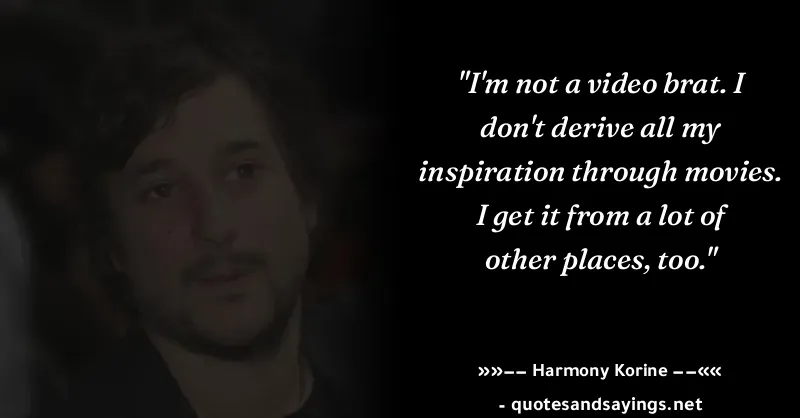 "I'm not a video brat. I
don't derive all my
inspiration through movies.
I get it from a lot of
other places, too."
»»–– Harmony Korine ––««
- quotesandsayings.net